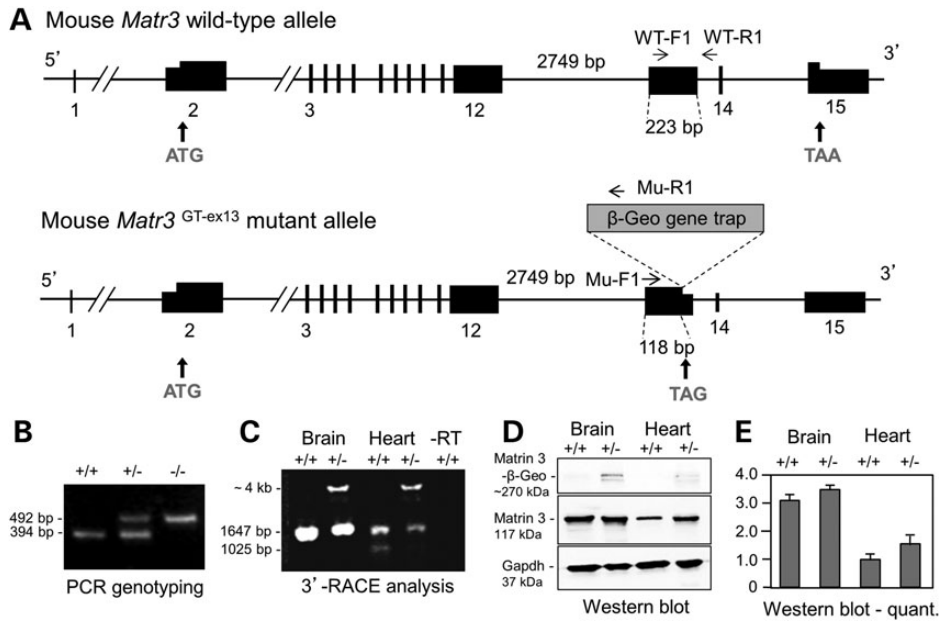 A Mouse Matr3 wild-type allele
WT-F1 WT-R1
5’ 2749 bp 3’
1 2 3 12 223 bp 14 15
ATG TAA
Mu-R1
Mouse Matr3 GT-ex13 mutant allele
β-Geo gene trap
5’ 2749 bp Mu-F1 3’
1 2 3 12 118 bp 14 15
ATG TAG
B
+/+ +/- -/-
492 bp -
394 bp -
PCR genotyping
C
Brain Heart -RT
+/+ +/- +/+ +/- +/+
~ 4 kb -
1647 bp -
1025 bp -
3’-RACE analysis
D
Brain Heart
+/+ +/- +/+ +/-
Matrin 3
-β-Geo -
~270 kDa
Matrin 3 -
117 kDa
Gapdh -
37 kDa
Western blot
E
Brain Heart
+/+ +/- +/+ +/-
4.0
3.0
2.0
1.0
0
Western blot - quant.